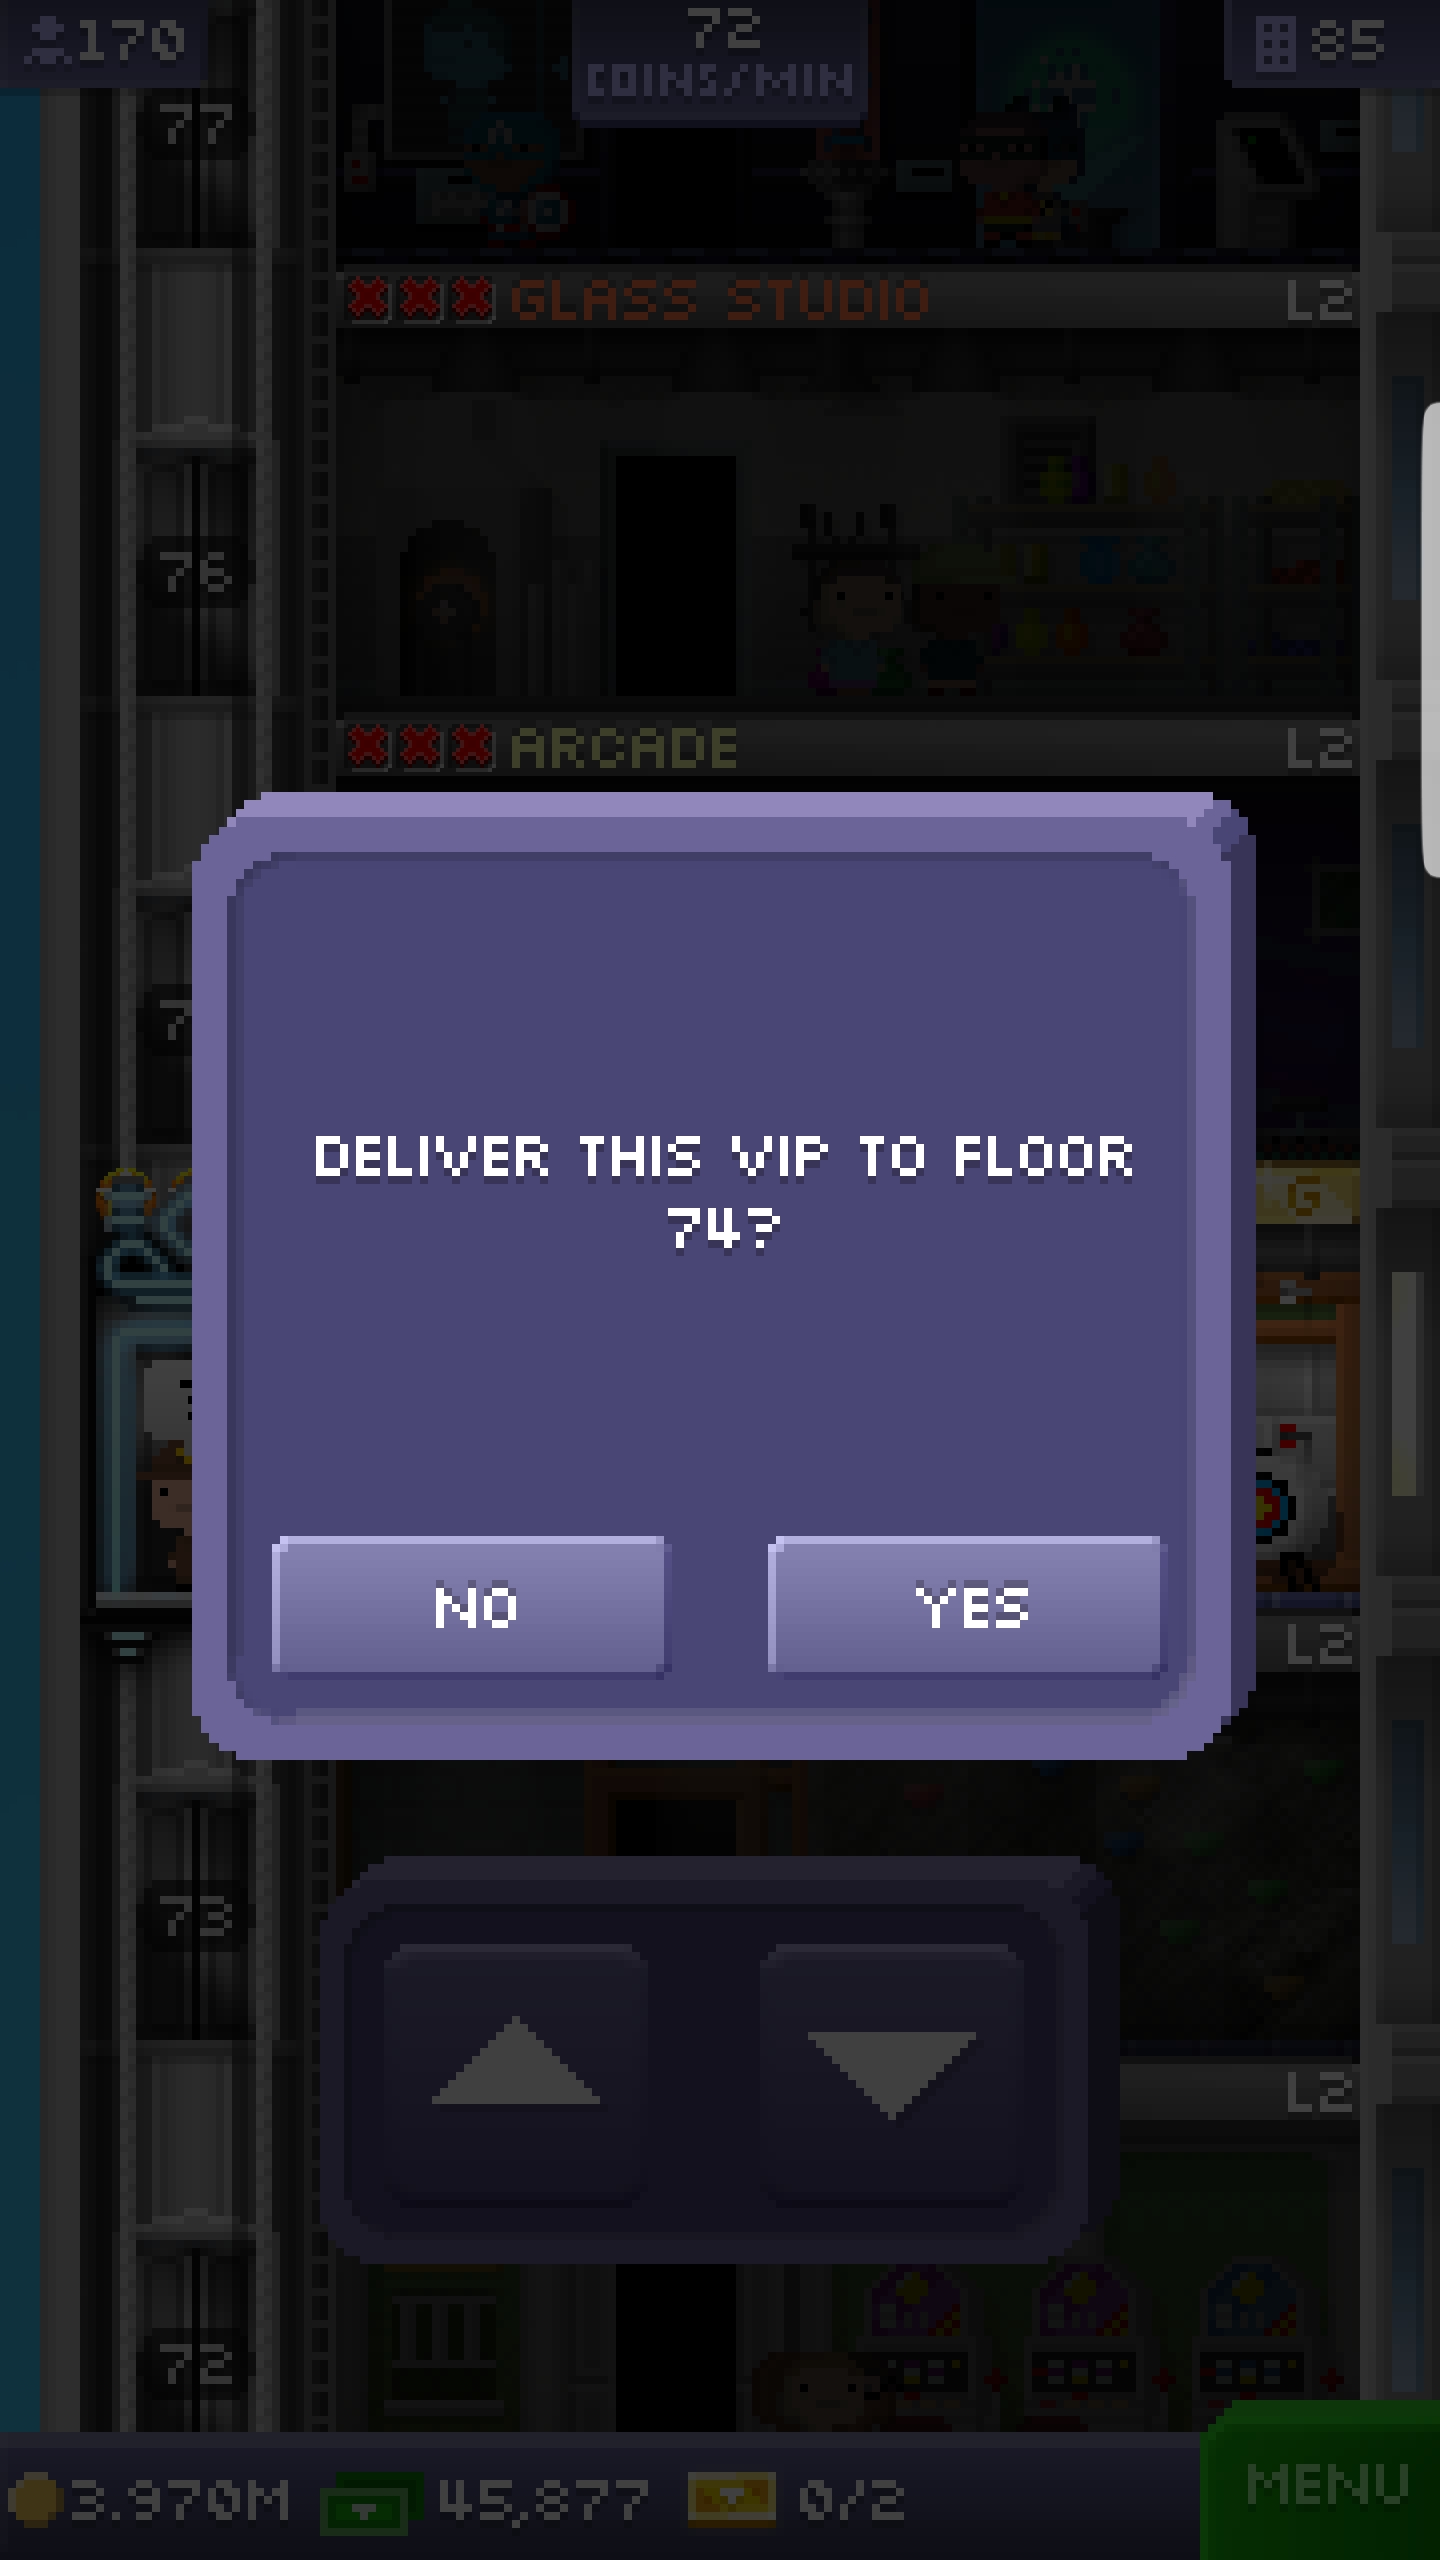 170
72
COINS/MIN
85
77
GLASS STUDIO L2
76
ARCADE L2
7
G
DELIVER THIS VIP TO FLOOR
74?
NO YES
L2
73
L2
72
3.970M 45,877 0/2
MENU